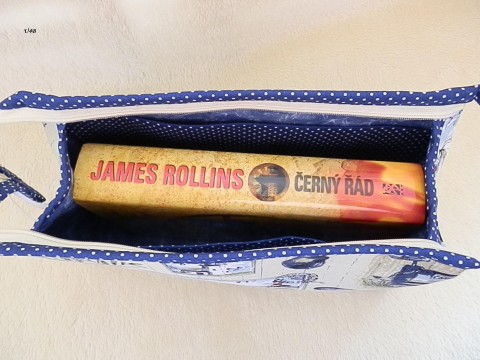 JAMES ROLLINS ČERNÝ ŘÁD